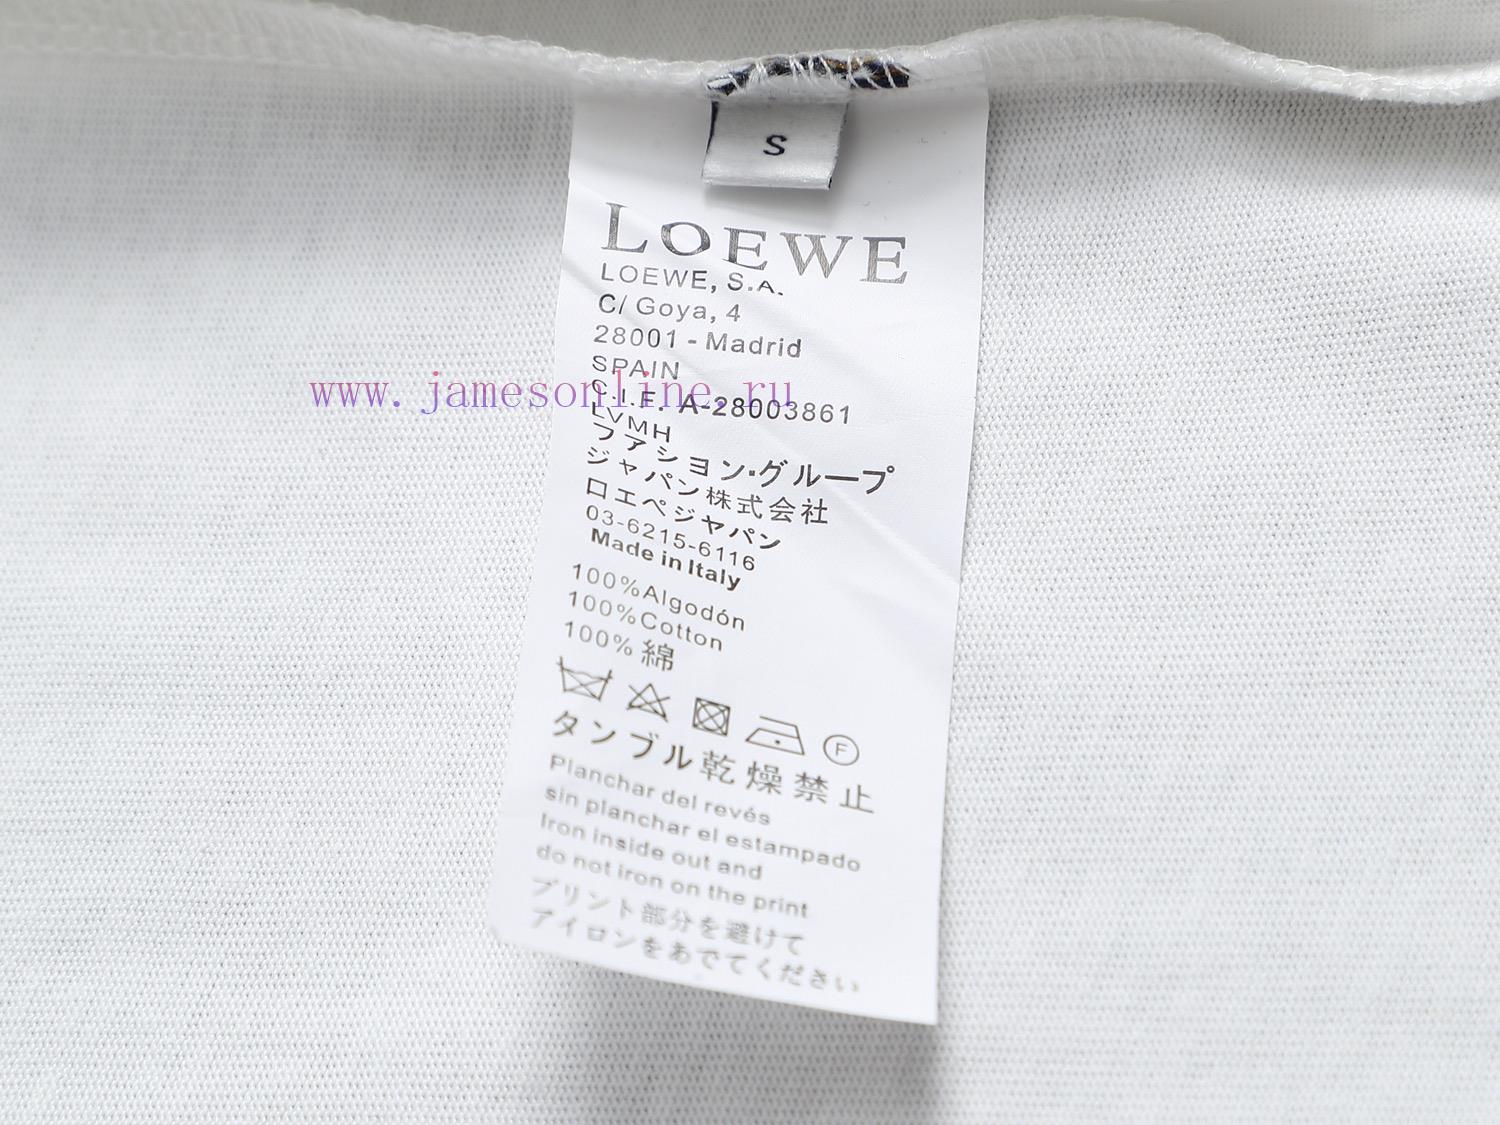 S
LOEWE
LOEWE, S.A.
C/ Goya, 4
28001 - Madrid
SPAIN
www.jamesonline.ru
C.I.F. A-28003861
LVMH
ファション・グループ
ジャパン株式会社
ロエベジャパン
03-6215-6116
Made in Italy
100%Algodón
100%Cotton
100%綿
F
タンブル乾燥禁止
Planchar del revés
sin planchar el estampado
Iron inside out and
do not iron on the print
プリント部分を避けて
アイロンをあでてください